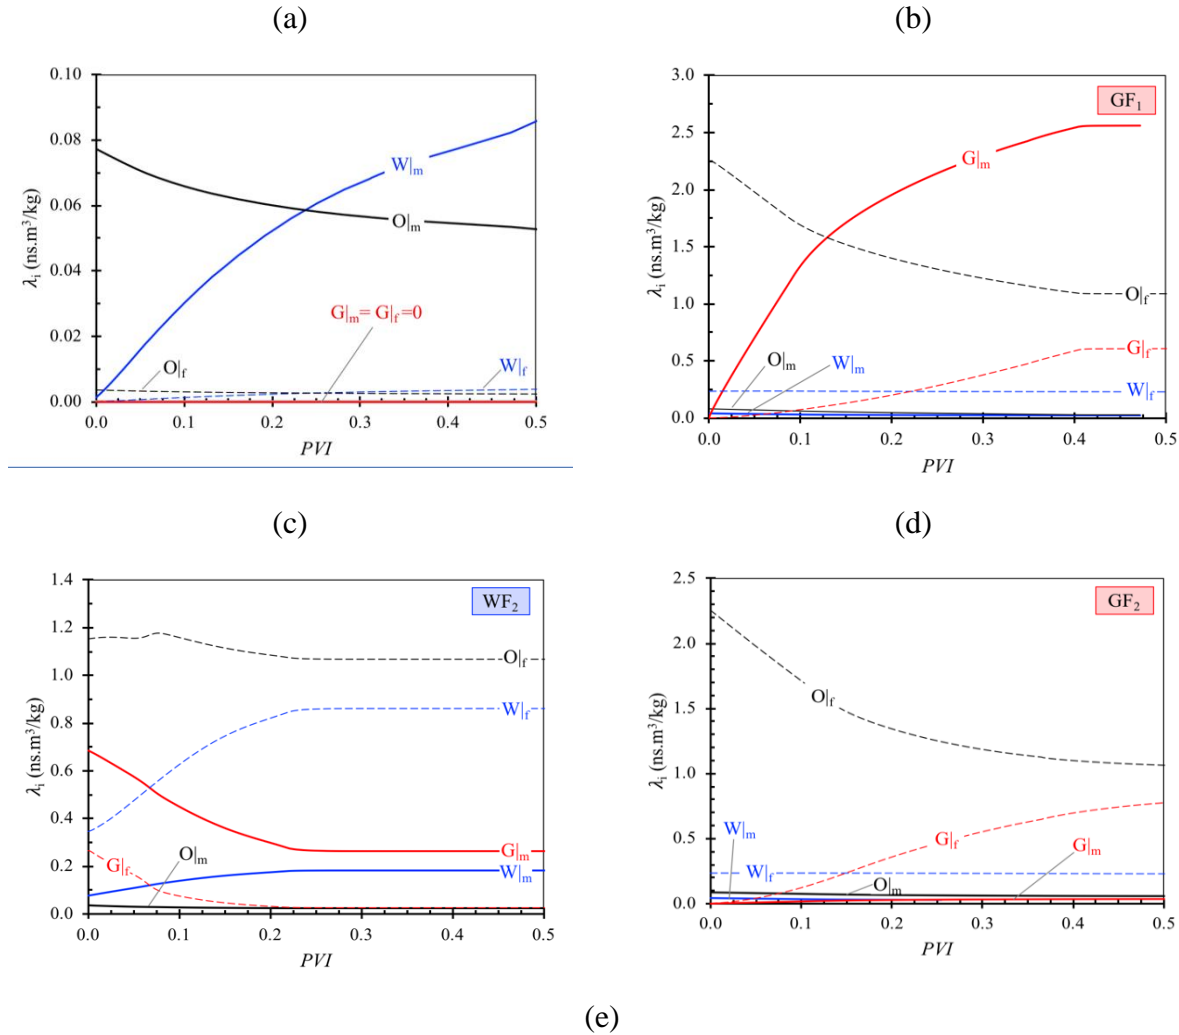 (a)
(b)
0.10
0.08
0.06
0.04
0.02
0.00
λi (ns.m³/kg)
W|m
O|m
G|m= G|f=0
O|f
W|f
0.0 0.1 0.2 0.3 0.4 0.5
PVI
3.0
2.5
2.0
1.5
1.0
0.5
0.0
λi (ns.m³/kg)
GF1
G|m
O|f
G|f
O|m
W|m
W|f
0.0 0.1 0.2 0.3 0.4 0.5
PVI
(c)
(d)
1.4
1.2
1.0
0.8
0.6
0.4
0.2
0.0
λi (ns.m³/kg)
WF2
O|f
W|f
G|m
O|m
G|f
W|m
0.0 0.1 0.2 0.3 0.4 0.5
PVI
2.5
2.0
1.5
1.0
0.5
0.0
λi (ns.m³/kg)
GF2
O|f
W|m
G|f
G|m
W|f
O|m
0.0 0.1 0.2 0.3 0.4 0.5
PVI
(e)